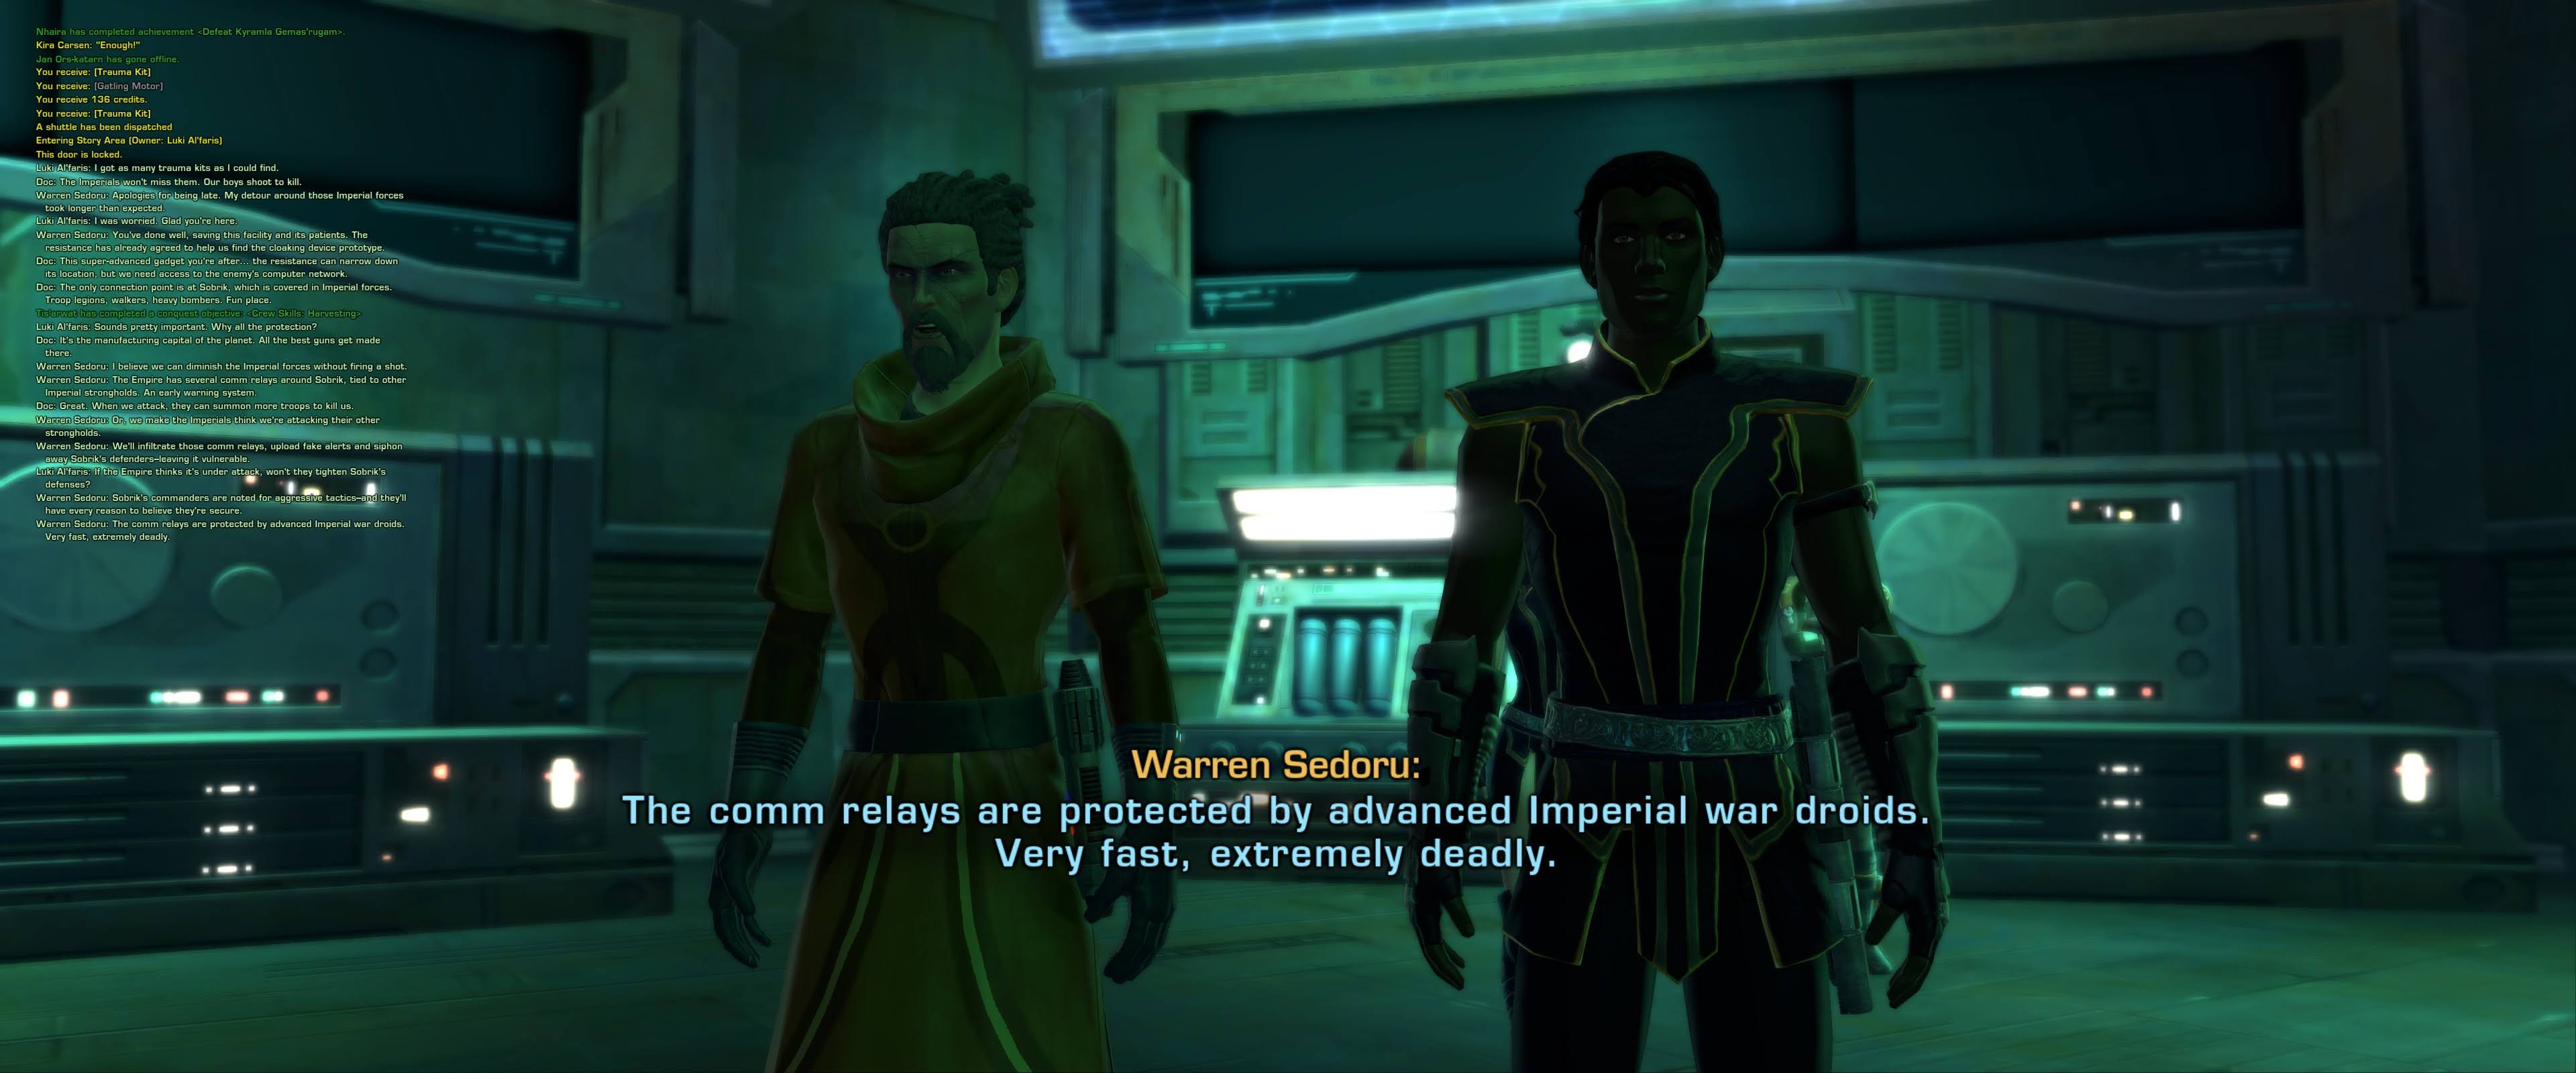 Nhaira has completed achievement <Defeat Kyramla Gemas'rugam>.
Kira Carsen: "Enough!"
Jan Ors-katarn has gone offline.
You receive: [Trauma Kit]
You receive: [Gatling Motor]
You receive 136 credits.
You receive: [Trauma Kit]
A shuttle has been dispatched
Entering Story Area (Owner: Luki Al'faris)
This door is locked.
Luki Al'faris: I got as many trauma kits as I could find.
Doc: The Imperials won't miss them. Our boys shoot to kill.
Warren Sedoru: Apologies for being late. My detour around those Imperial forces
took longer than expected.
Luki Al'faris: I was worried. Glad you're here.
Warren Sedoru: You've done well, saving this facility and its patients. The
resistance has already agreed to help us find the cloaking device prototype.
Doc: This super-advanced gadget you're after... the resistance can narrow down
its location, but we need access to the enemy's computer network.
Doc: The only connection point is at Sobrik, which is covered in Imperial forces.
Troop legions, walkers, heavy bombers. Fun place.
Tis'arwat has completed a conquest objective: <Crew Skills: Harvesting>
Luki Al'faris: Sounds pretty important. Why all the protection?
Doc: It's the manufacturing capital of the planet. All the best guns get made
there.
Warren Sedoru: I believe we can diminish the Imperial forces without firing a shot.
Warren Sedoru: The Empire has several comm relays around Sobrik, tied to other
Imperial strongholds. An early warning system.
Doc: Great. When we attack, they can summon more troops to kill us.
Warren Sedoru: Or, we make the Imperials think we're attacking their other
strongholds.
Warren Sedoru: We'll infiltrate those comm relays, upload fake alerts and siphon
away Sobrik's defenders–leaving it vulnerable.
Luki Al'faris: If the Empire thinks it's under attack, won't they tighten Sobrik's
defenses?
Warren Sedoru: Sobrik's commanders are noted for aggressive tactics–and they'll
have every reason to believe they're secure.
Warren Sedoru: The comm relays are protected by advanced Imperial war droids.
Very fast, extremely deadly.
Warren Sedoru:
The comm relays are protected by advanced Imperial war droids.
Very fast, extremely deadly.